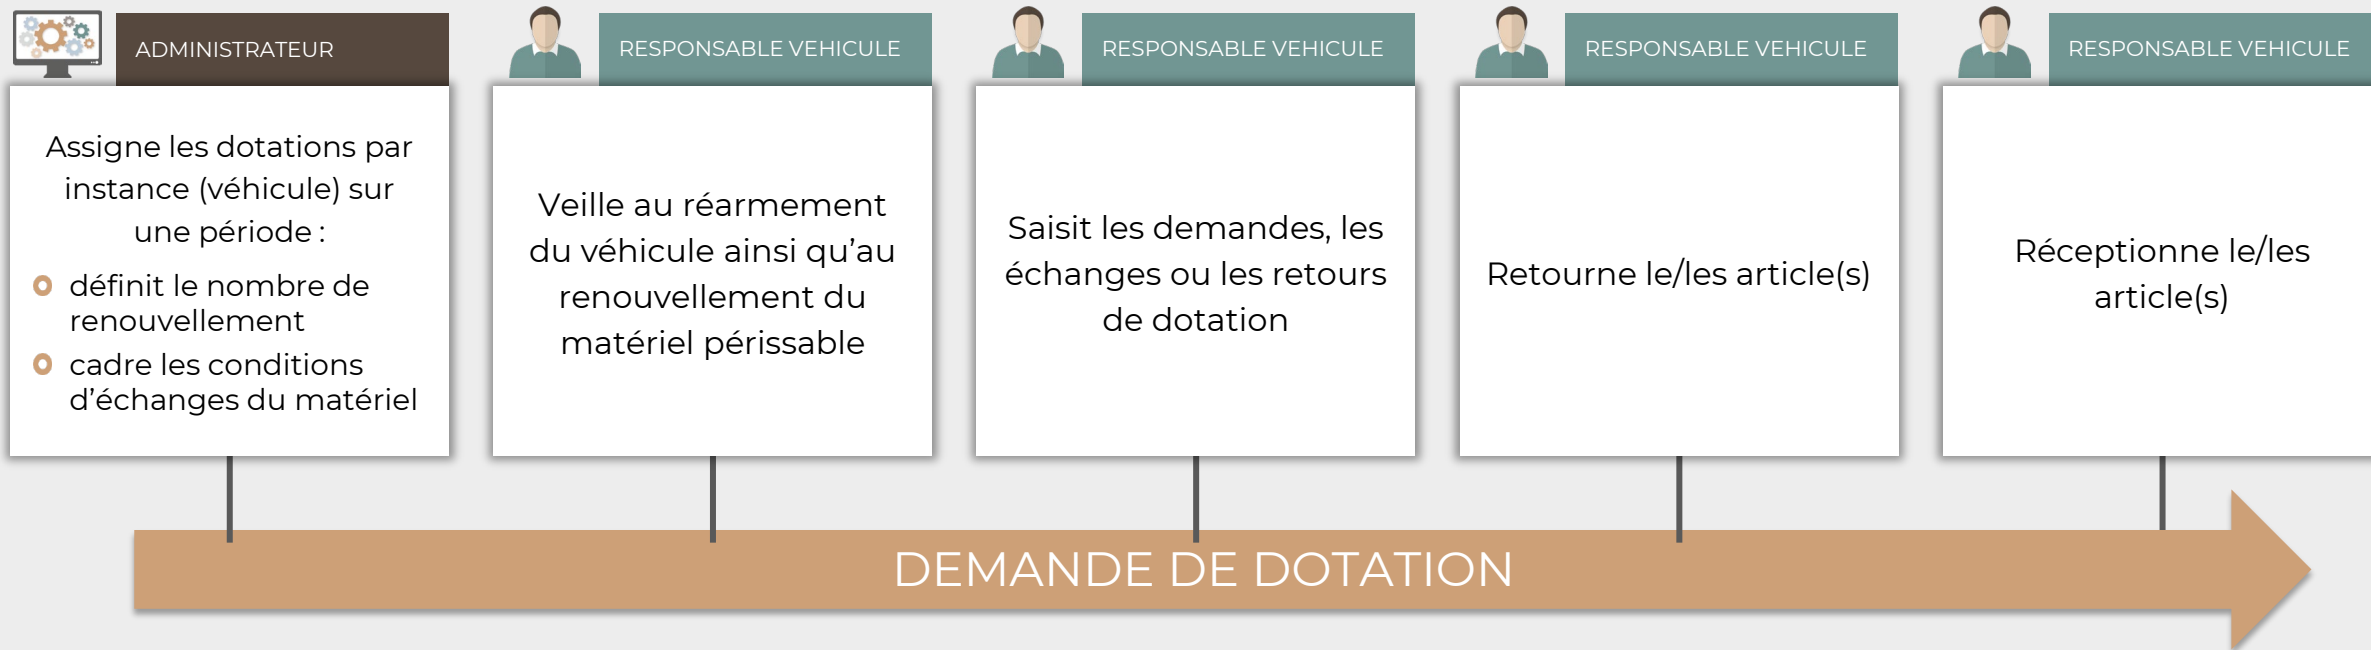 ADMINISTRATEUR
Assigne les dotations par
instance (véhicule) sur
une période :
définit le nombre de
renouvellement
cadre les conditions
d’échanges du matériel
RESPONSABLE VEHICULE
Veille au réarmement
du véhicule ainsi qu’au
renouvellement du
matériel périssable
RESPONSABLE VEHICULE
Saisit les demandes, les
échanges ou les retours
de dotation
RESPONSABLE VEHICULE
Retourne le/les article(s)
RESPONSABLE VEHICULE
Réceptionne le/les
article(s)
DEMANDE DE DOTATION